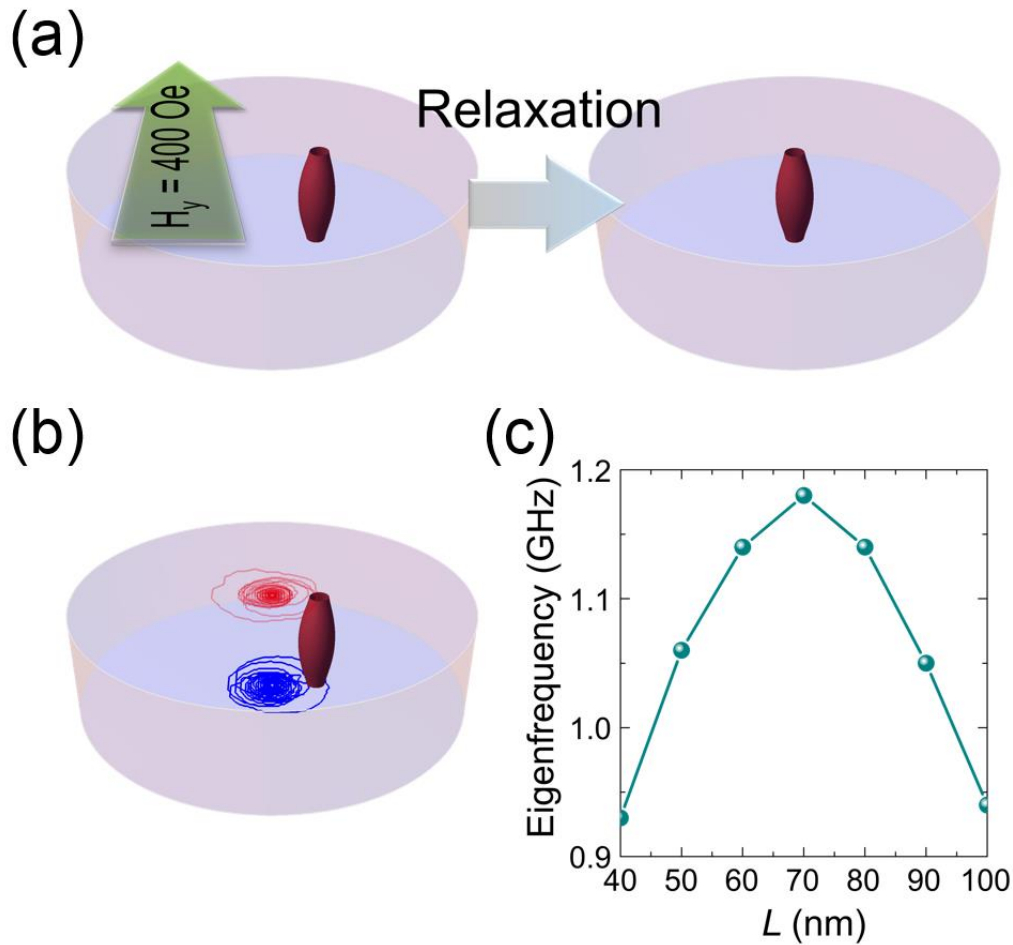 (a)
H_y = 400 Oe
Relaxation
(b)
(c)
Eigenfrequency (GHz)
1.2
1.1
1.0
0.9
40 50 60 70 80 90 100
L (nm)